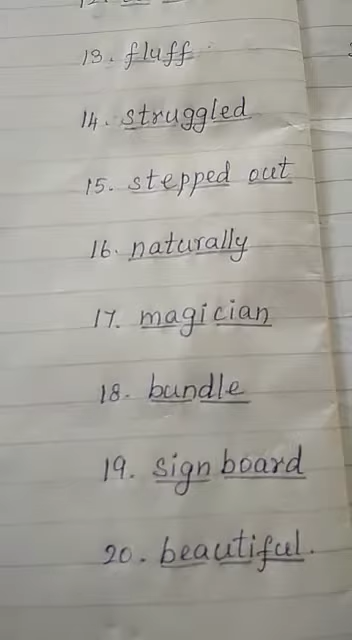 13. fluff
14. struggled
15. stepped out
16. naturally
17. magician
18. bundle
19. sign board
20. beautiful.